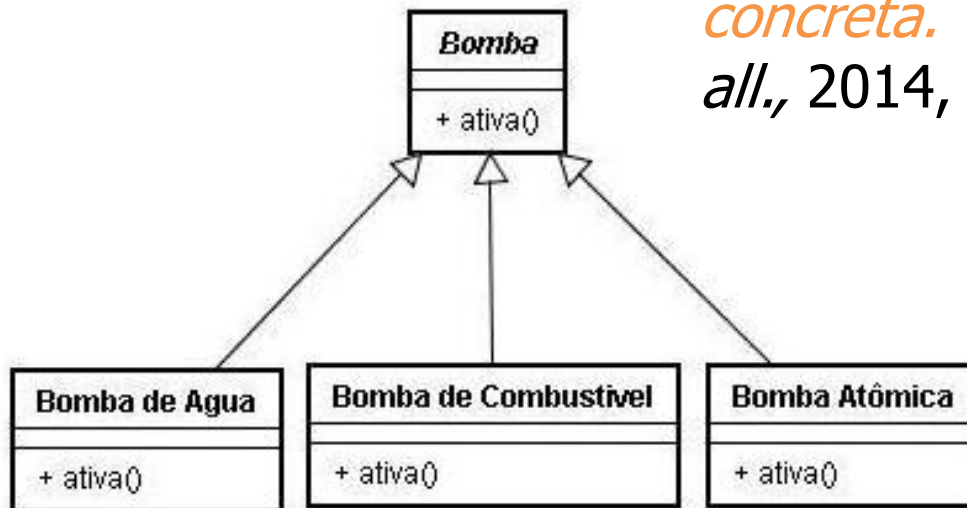 concreta.
all., 2014,
Bomba
+ ativa()
Bomba de Agua
+ ativa()
Bomba de Combustivel
+ ativa()
Bomba Atômica
+ ativa()